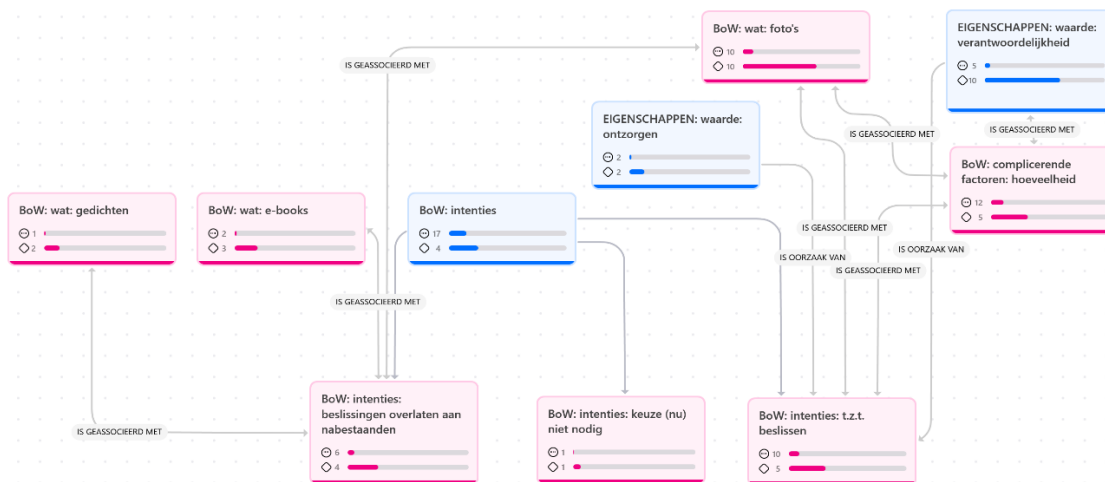 BoW: wat: foto's
10
10
EIGENSCHAPPEN: waarde:
verantwoordelijkheid
5
10
IS GEASSOCIEERD MET
EIGENSCHAPPEN: waarde:
ontzorgen
2
2
IS GEASSOCIEERD MET
IS GEASSOCIEERD MET
BoW: complicerende
factoren: hoeveelheid
12
5
BoW: wat: gedichten
1
2
BoW: wat: e-books
2
3
BoW: intenties
17
4
IS GEASSOCIEERD MET
IS OORZAAK VAN
IS OORZAAK VAN
IS GEASSOCIEERD MET
IS GEASSOCIEERD MET
BoW: intenties:
beslissingen overlaten aan
nabestaanden
6
4
BoW: intenties: keuze (nu)
niet nodig
1
1
BoW: intenties: t.z.t.
beslissen
10
5
IS GEASSOCIEERD MET